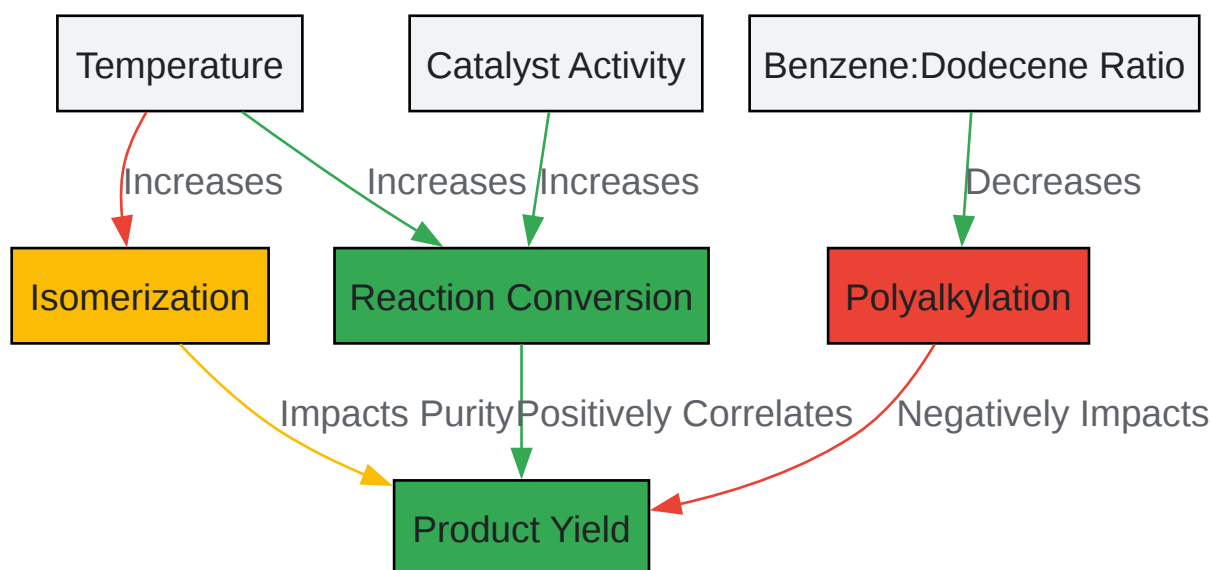 Temperature
Catalyst Activity
Benzene:Dodecene Ratio
Increases
Increases
Increases
Decreases
Isomerization
Reaction Conversion
Polyalkylation
Impacts Purity
Positively Correlates
Negatively Impacts
Product Yield